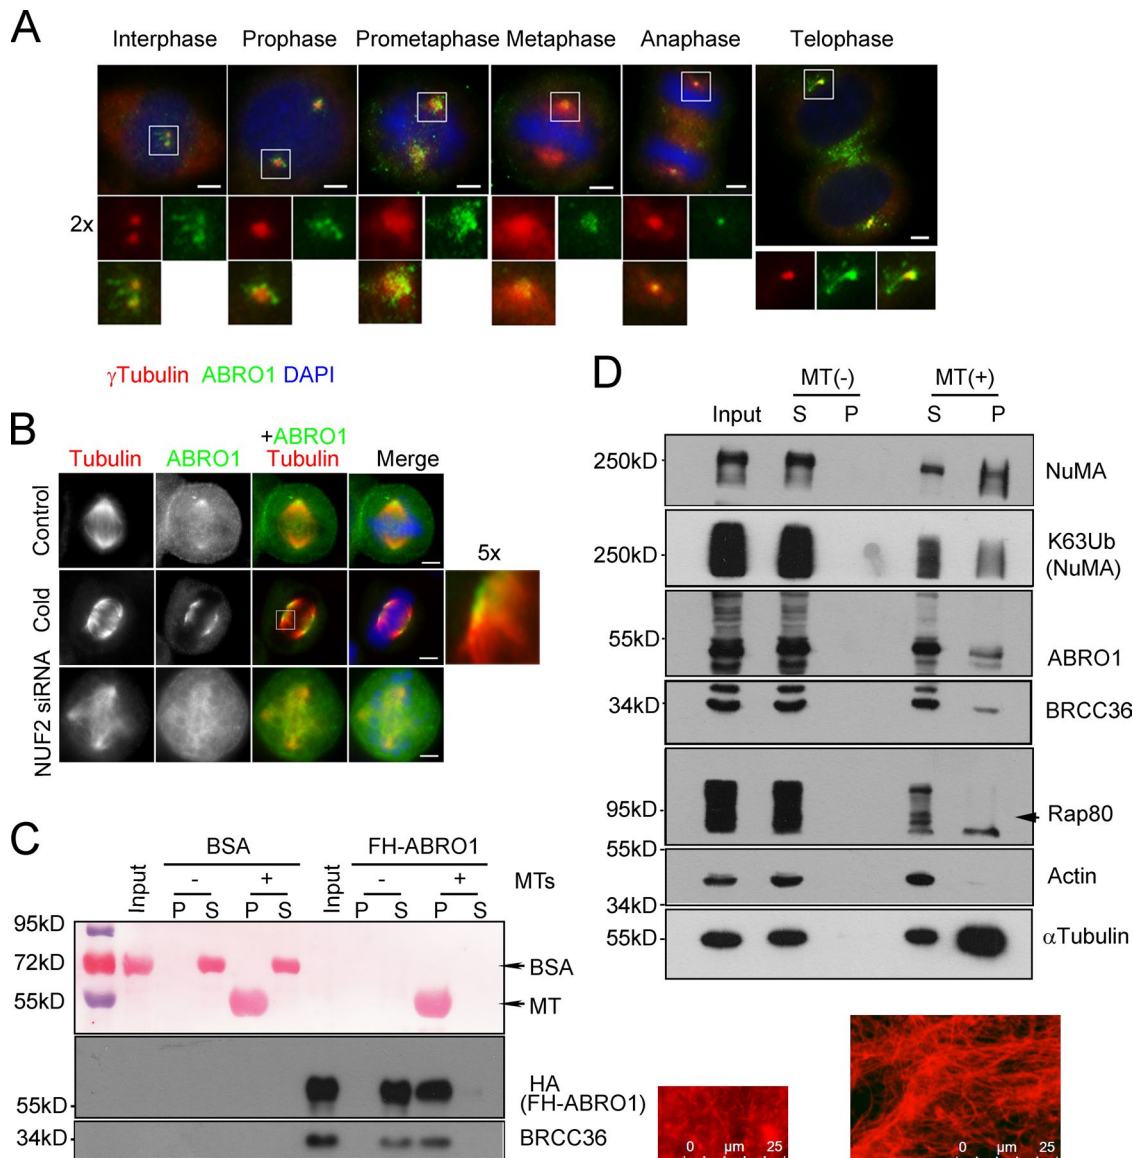 A
Interphase Prophase Prometaphase Metaphase Anaphase Telophase
2x
γTubulin ABRO1 DAPI
B
+ABRO1
Tubulin ABRO1 Tubulin Merge
Control
5x
Cold
NUF2 siRNA
C
BSA FH-ABRO1
Input - + Input - + MTs
P S P S P S P S
95kD
72kD BSA
55kD MT
HA
55kD (FH-ABRO1)
34kD BRCC36
D
MT(-) MT(+)
Input S P S P
250kD NuMA
K63Ub
250kD (NuMA)
55kD ABRO1
34kD BRCC36
95kD Rap80
55kD
Actin
34kD
55kD αTubulin
0 µm 25
0 µm 25